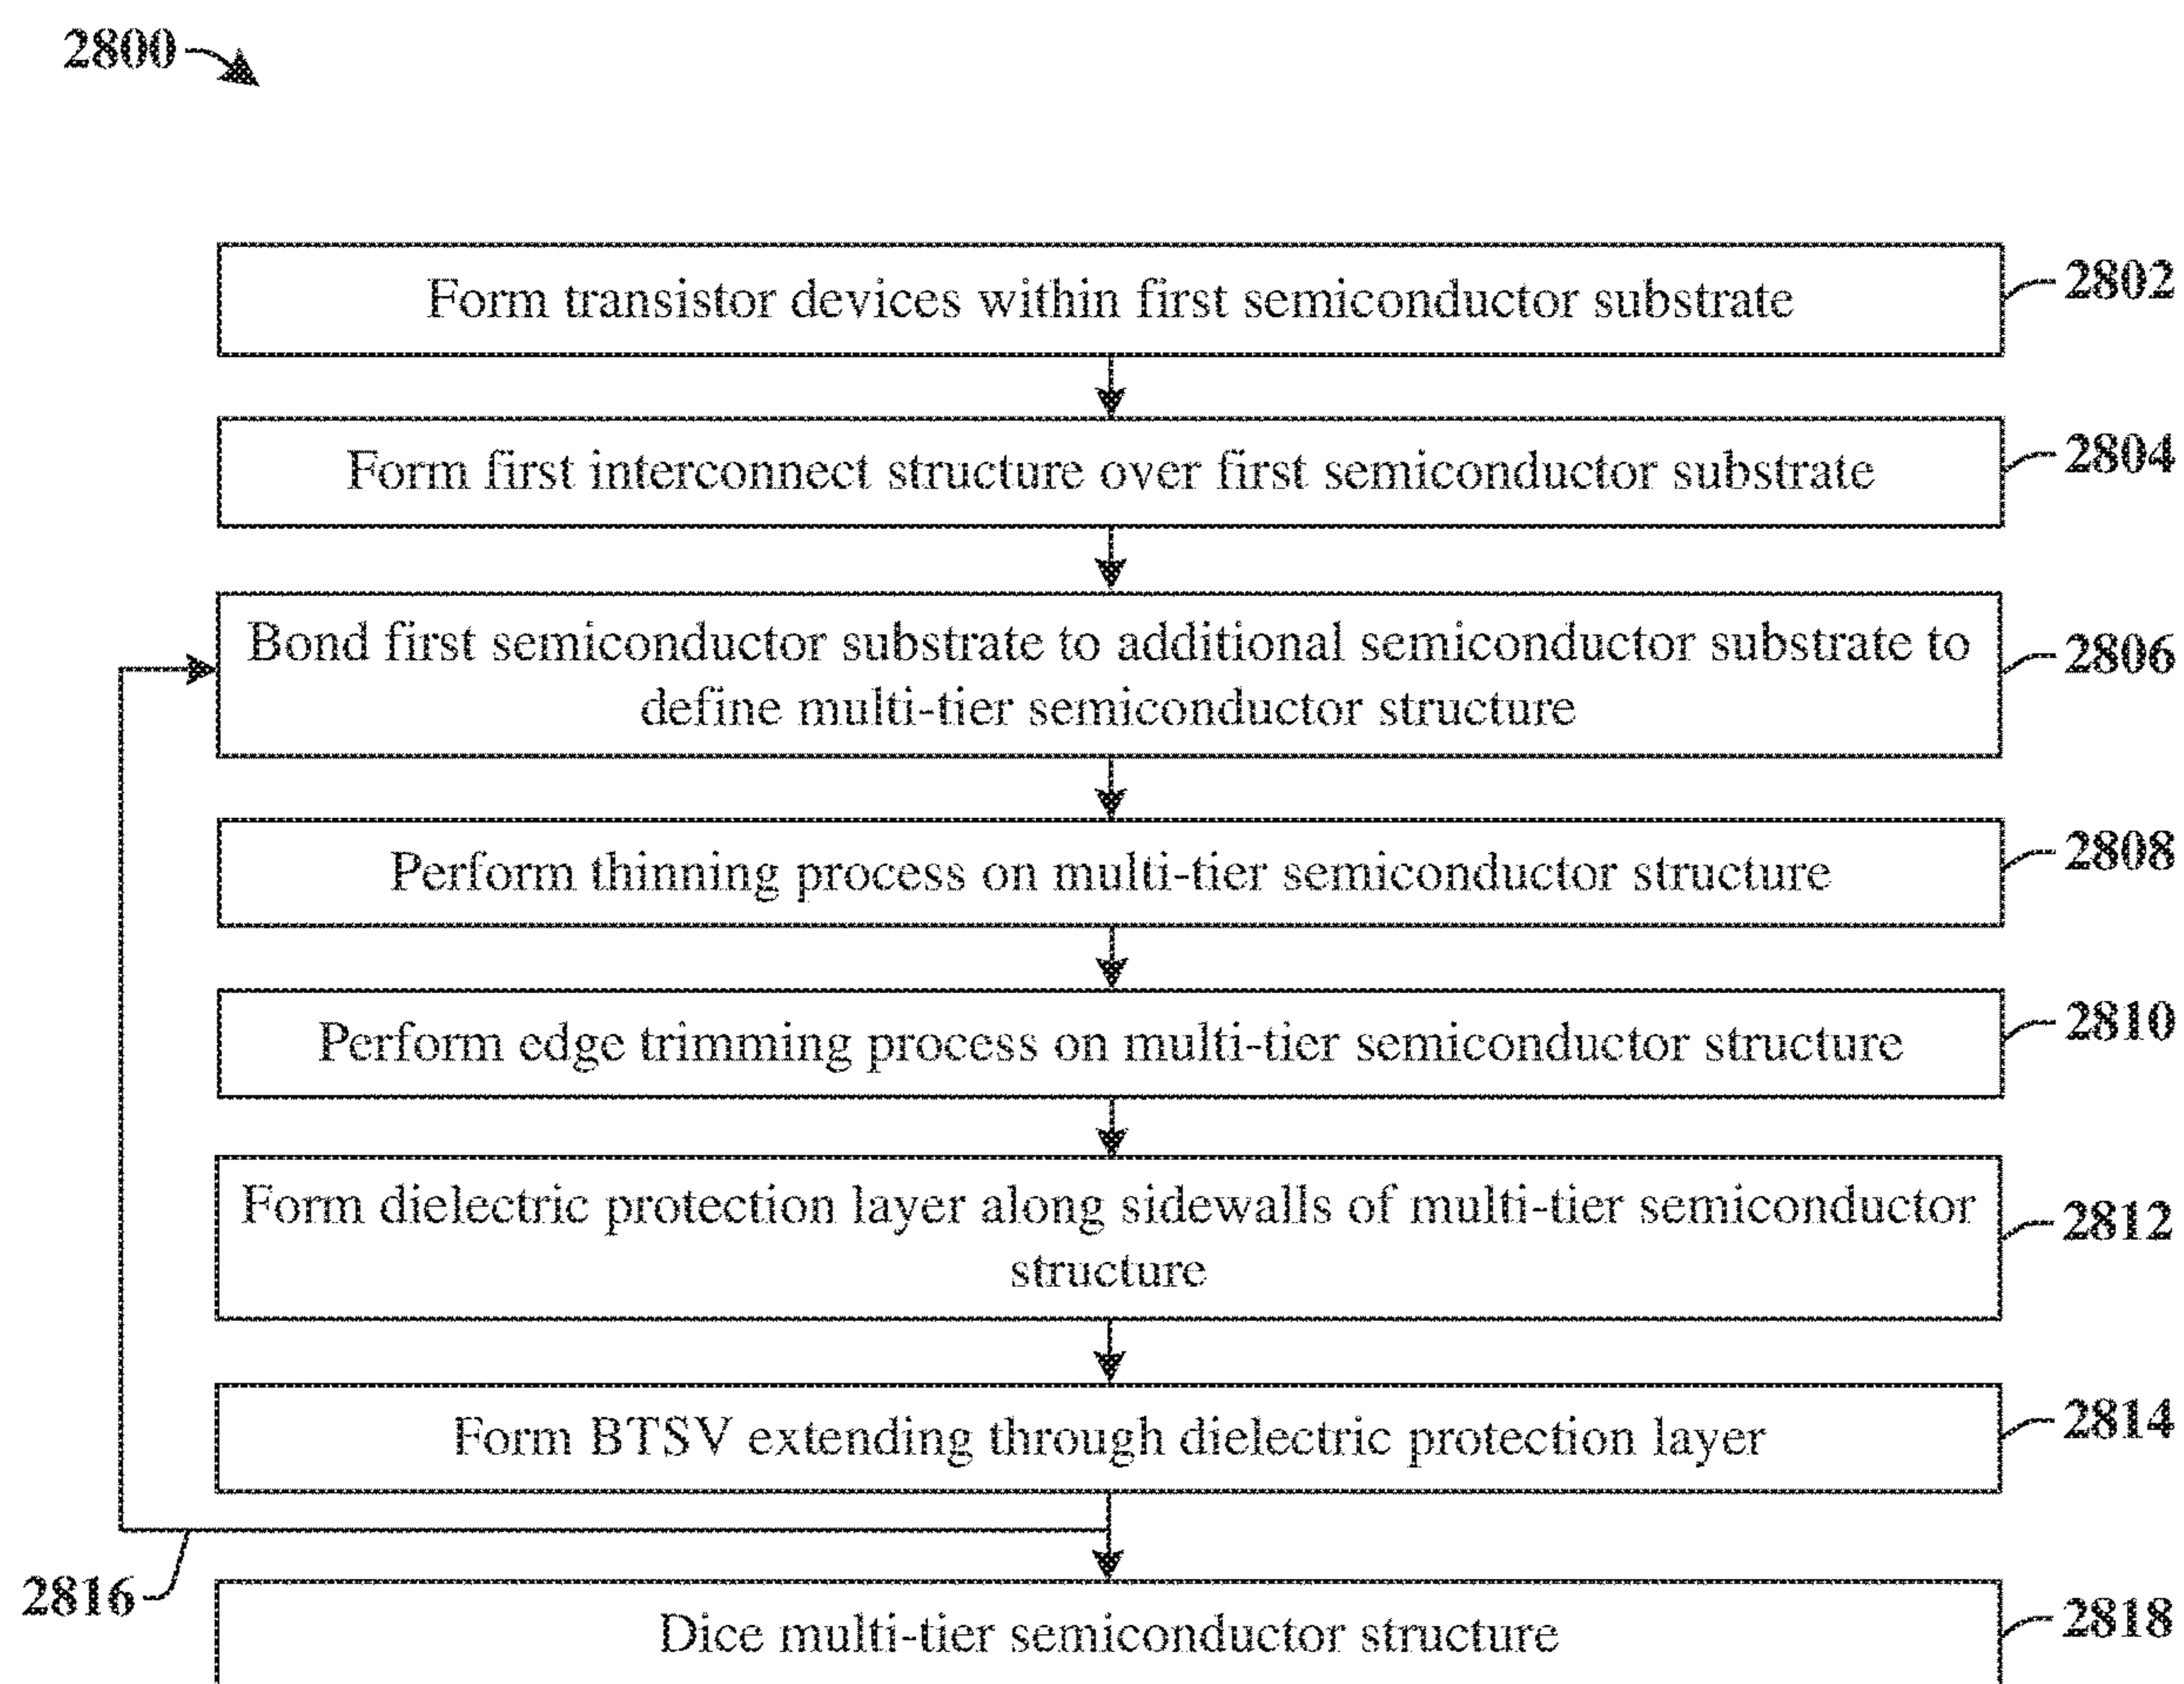 2800
Form transistor devices within first semiconductor substrate
2802
Form first interconnect structure over first semiconductor substrate
2804
Bond first semiconductor substrate to additional semiconductor substrate to
define multi-tier semiconductor structure
2806
Perform thinning process on multi-tier semiconductor structure
2808
Perform edge trimming process on multi-tier semiconductor structure
2810
Form dielectric protection layer along sidewalls of multi-tier semiconductor
structure
2812
Form BTSV extending through dielectric protection layer
2814
2816
Dice multi-tier semiconductor structure
2818